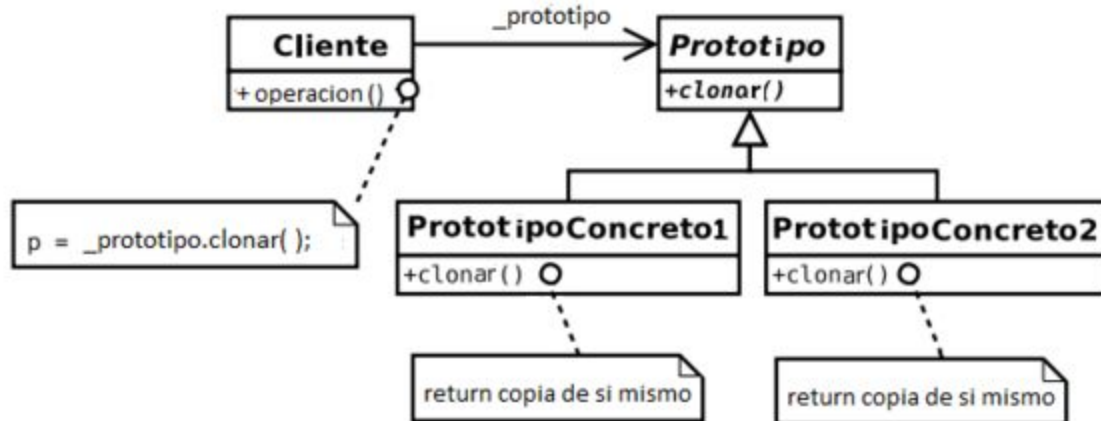 _prototipo
Cliente
+ operacion()
Prototipo
+clonar()
p = _prototipo.clonar( );
PrototipoConcreto1
+clonar()
PrototipoConcreto2
+clonar()
return copia de si mismo
return copia de si mismo